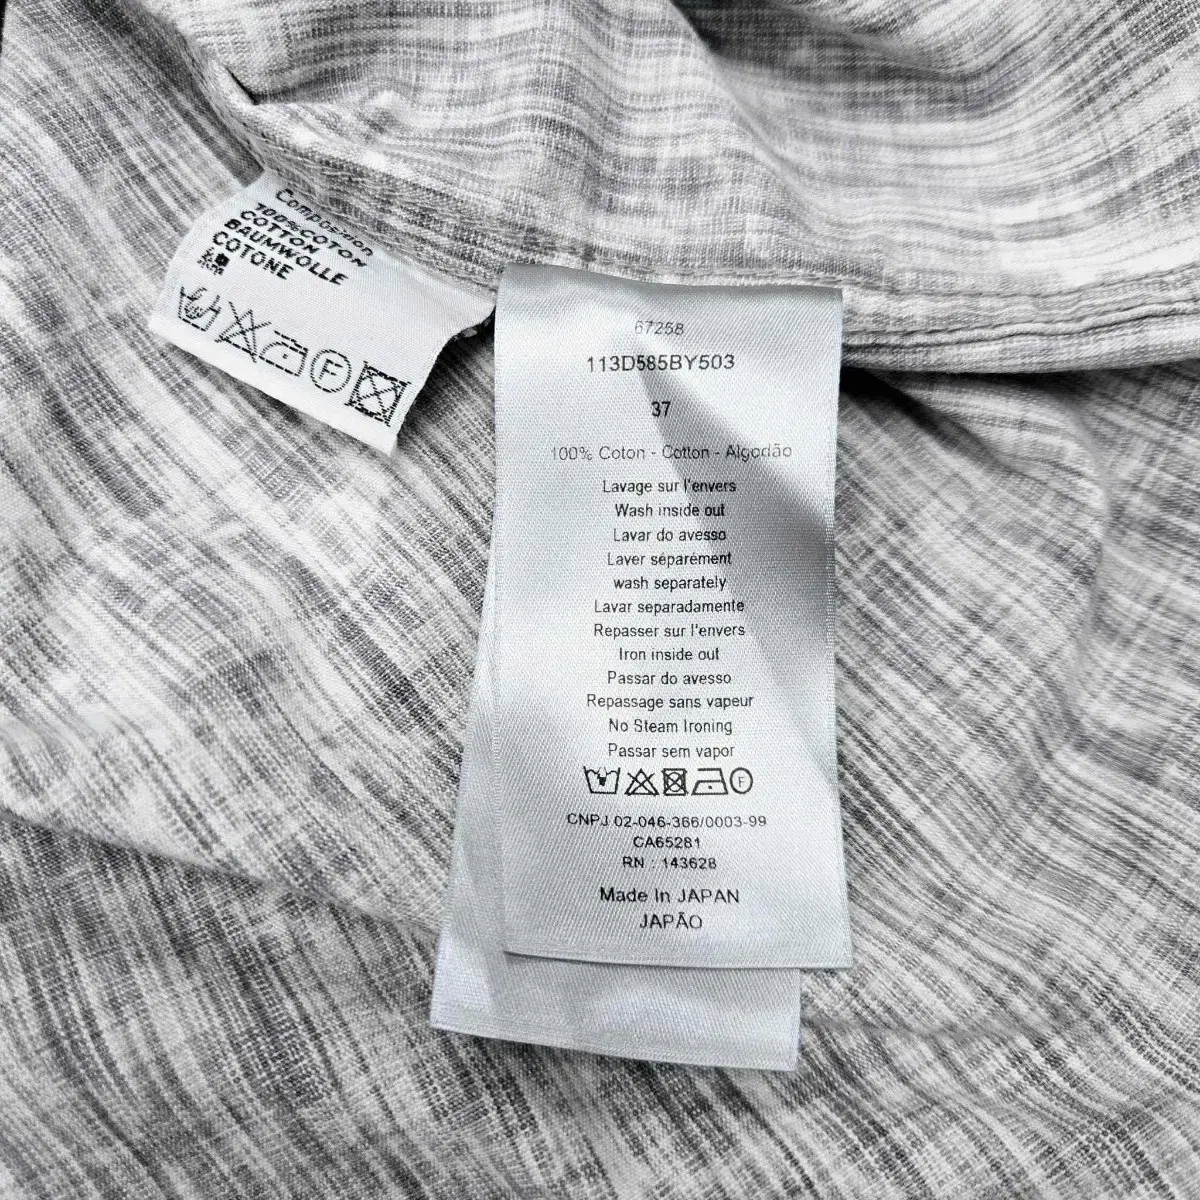 Composition
100%COTON
COTTON
BAUMWOLLE
COTONE
F
67258
113D585BY503
37
100% Coton - Cotton - Algodão
Lavage sur l'envers
Wash inside out
Lavar do avesso
Laver séparément
wash separately
Lavar separadamente
Repasser sur l'envers
Iron inside out
Passar do avesso
Repassage sans vapeur
No Steam Ironing
Passar sem vapor
F
CNPJ 02-046-366/0003-99
CA65281
RN : 143628
Made In JAPAN
JAPÃO